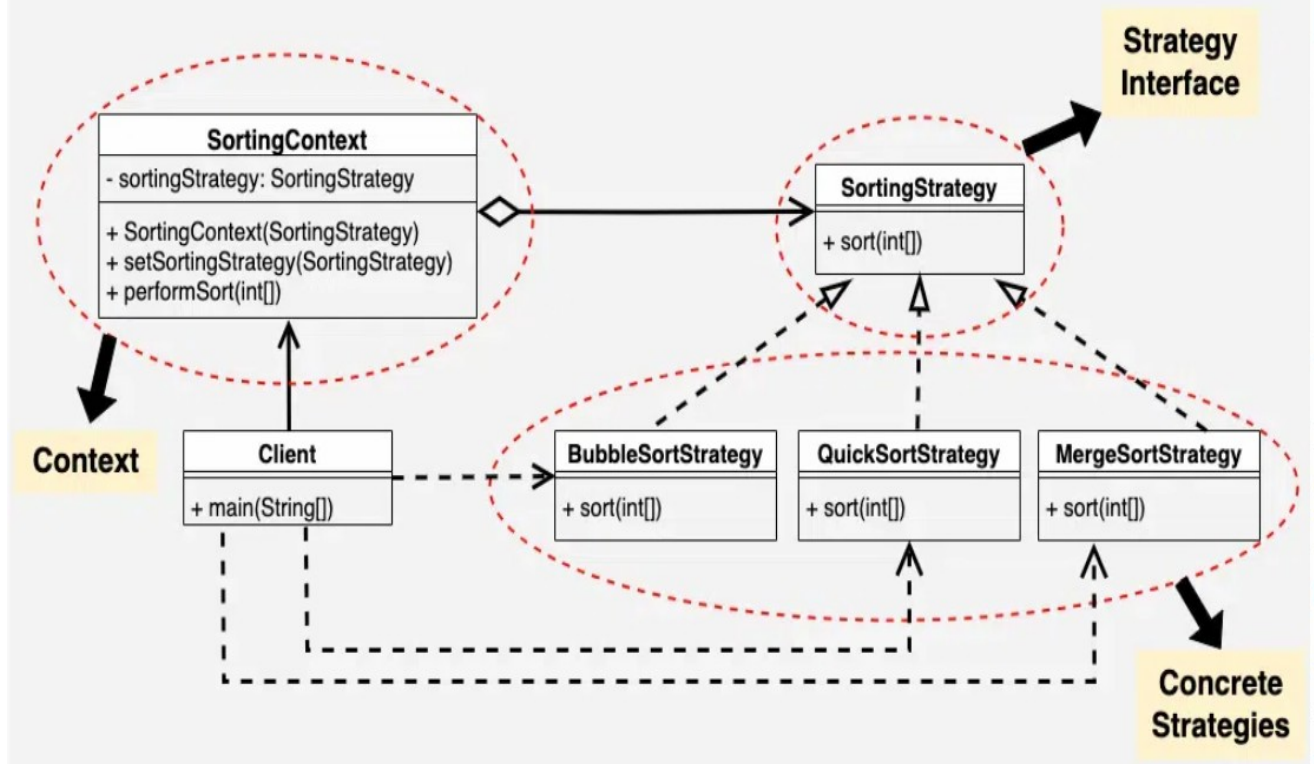 Strategy
Interface
SortingContext
- sortingStrategy: SortingStrategy
+ SortingContext(SortingStrategy)
+ setSortingStrategy(SortingStrategy)
+ performSort(int[])
SortingStrategy
+ sort(int[])
Context
Client
+ main(String[])
BubbleSortStrategy
+ sort(int[])
QuickSortStrategy
+ sort(int[])
MergeSortStrategy
+ sort(int[])
Concrete
Strategies